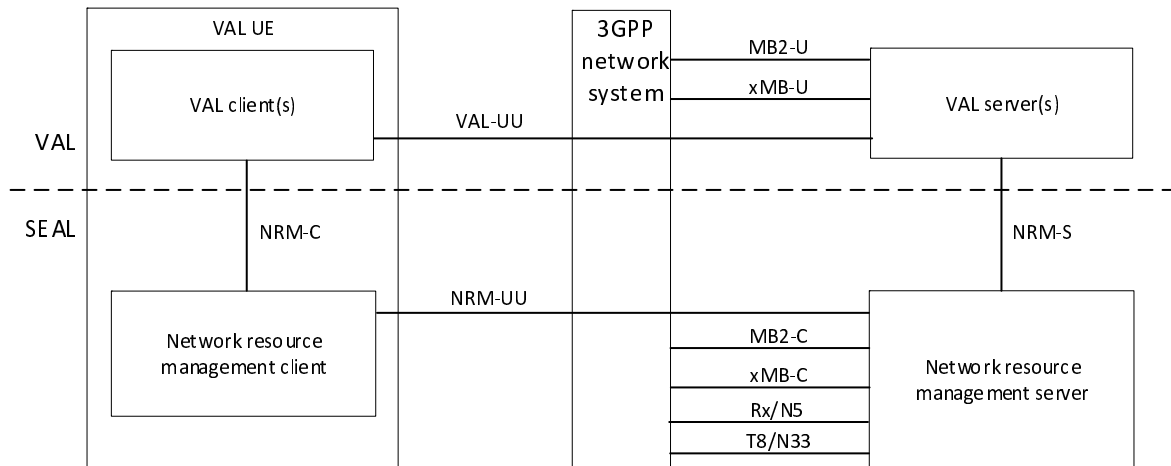 VAL UE
3GPP
network
system
MB2-U
xMB-U
VAL client(s)
VAL server(s)
VAL-UU
VAL
SEAL
NRM-C
NRM-S
NRM-UU
MB2-C
Network resource
management client
xMB-C
Network resource
management server
Rx/N5
T8/N33